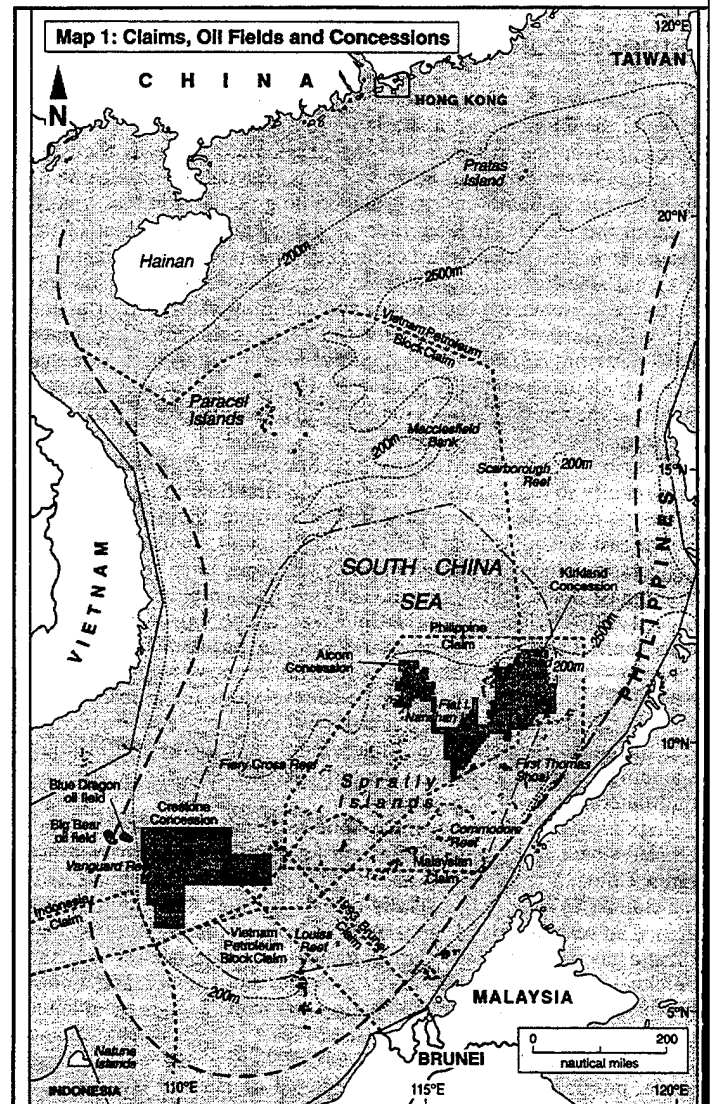 Map 1: Claims, Oil Fields and Concessions
120°E
TAIWAN
CHINA
N
HONG KONG
Pratas
Island
20°N
Hainan
200m
2500m
Vietnam Petroleum
Block Claim
Paracel
Islands
Macclesfield
Bank
200m
Scarborough
Reef
200m
15°N
VIETNAM
PHILIPPINES
SOUTH CHINA
SEA
Kirkland
Concession
2500m
Philippine
Claim
Alcorn
Concession
200m
10°N
Fiery Cross Reef
First Thomas
Shoal
Spratly
Islands
Blue Dragon
oil field
Crestone
Concession
Big Bear
oil field
Commodore
Reef
Vanguard
Malaysian
Claim
Indonesia
Claim
Brunei
Claim
Vietnam
Petroleum
Block Claim
Louisa
Reef
200m
MALAYSIA
5°N
0 200
nautical miles
Natuna
Islands
BRUNEI
INDONESIA
110°E
115°E
120°E